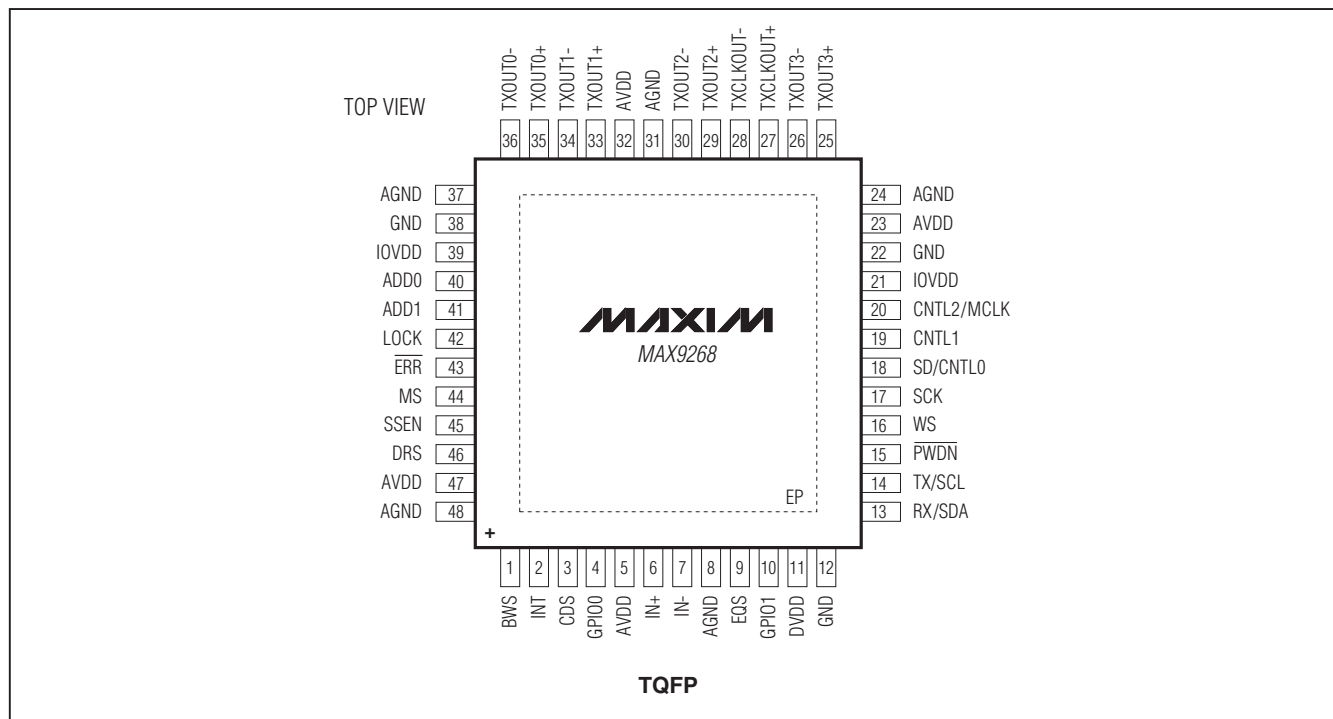 TXOUT0- TXOUT0+ TXOUT1- TXOUT1+ AVDD AGND TXOUT2- TXOUT2+ TXCLKOUT- TXCLKOUT+ TXOUT3- TXOUT3+
TOP VIEW
36 35 34 33 32 31 30 29 28 27 26 25
AGND 37 24 AGND
GND 38 23 AVDD
IOVDD 39 22 GND
ADD0 40 21 IOVDD
ADD1 41 20 CNTL2/MCLK
LOCK 42 19 CNTL1
ERR 43 18 SD/CNTL0
MS 44 17 SCK
SSEN 45 16 WS
DRS 46 15 PWDN
AVDD 47 14 TX/SCL
AGND 48 13 RX/SDA
MAXIM
MAX9268
EP
+
1 2 3 4 5 6 7 8 9 10 11 12
BWS INT CDS GPIO0 AVDD IN+ IN- AGND EQS GPIO1 DVDD GND
TQFP